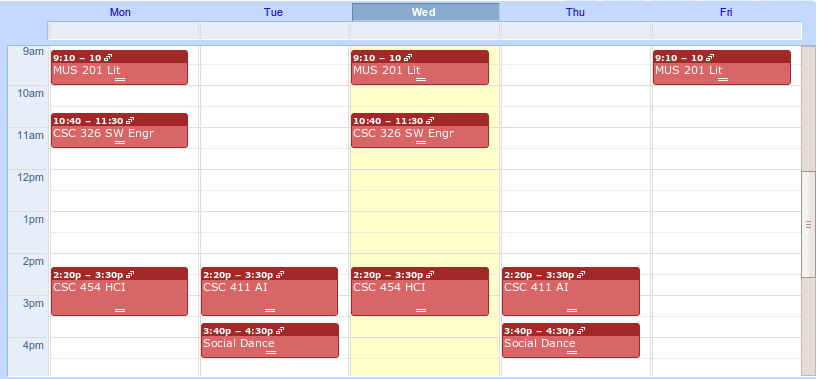 Mon Tue Wed Thu Fri
9am
9:10 – 10 9:10 – 10 9:10 – 10
MUS 201 Lit MUS 201 Lit MUS 201 Lit
10am
10:40 – 11:30 10:40 – 11:30
11am
CSC 326 SW Engr CSC 326 SW Engr
12pm
1pm
2pm
2:20p – 3:30p 2:20p – 3:30p 2:20p – 3:30p 2:20p – 3:30p
CSC 454 HCI CSC 411 AI CSC 454 HCI CSC 411 AI
3pm
3:40p – 4:30p 3:40p – 4:30p
4pm
Social Dance Social Dance